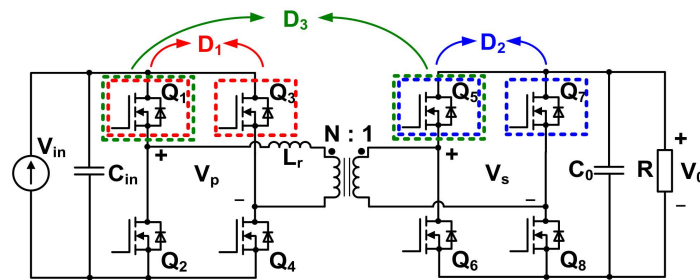 D3
D1
D2
Q1
Q3
Q5
Q7
N : 1
Vin
Cin
+
Vp
−
Lr
+
Vs
−
C0
R
+
V0
−
Q2
Q4
Q6
Q8